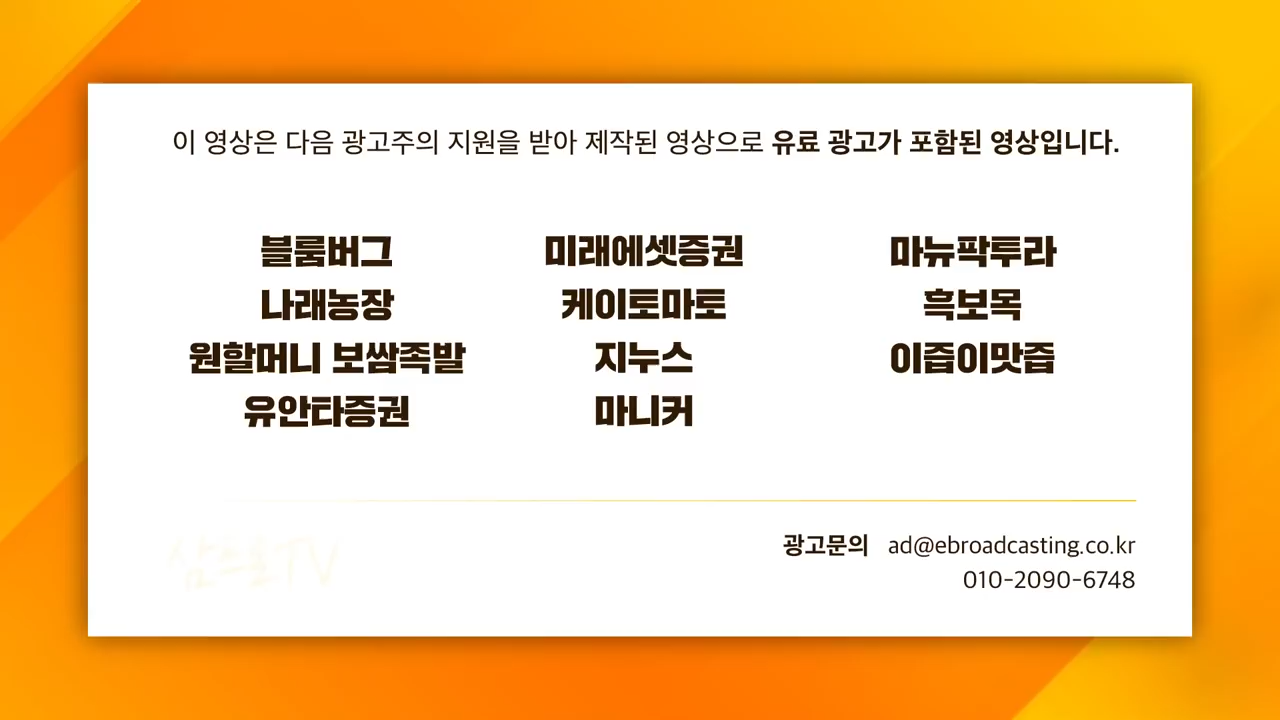 이 영상은 다음 광고주의 지원을 받아 제작된 영상으로 유료 광고가 포함된 영상입니다.
블룸버그 미래에셋증권 마뉴팍투라
나래농장 케이토마토 흑보목
원할머니 보쌈족발 지누스 이즙이맛즙
유안타증권 마니커
광고문의 ad@ebroadcasting.co.kr
010-2090-6748